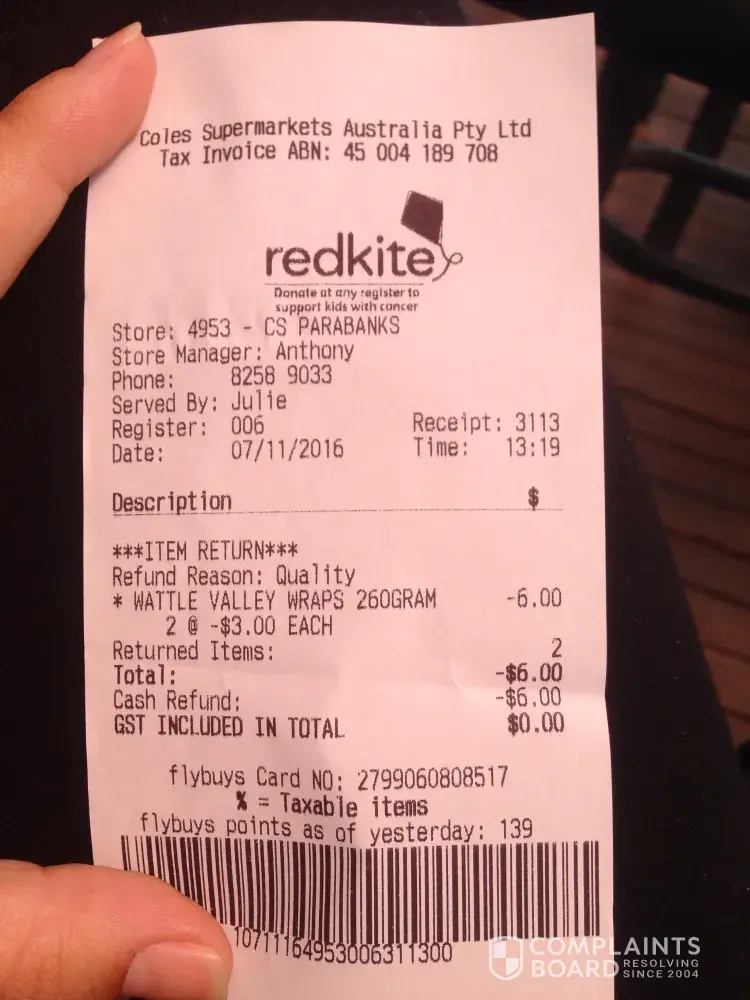 Coles Supermarkets Australia Pty Ltd
Tax Invoice ABN: 45 004 189 708
redkite
Donate at any register to
support kids with cancer
Store: 4953 - CS PARABANKS
Store Manager: Anthony
Phone: 8258 9033
Served By: Julie
Register: 006 Receipt: 3113
Date: 07/11/2016 Time: 13:19
Description $
***ITEM RETURN***
Refund Reason: Quality
* WATTLE VALLEY WRAPS 260GRAM -6.00
2 @ -$3.00 EACH
Returned Items: 2
Total: -$6.00
Cash Refund: -$6.00
GST INCLUDED IN TOTAL $0.00
flybuys Card NO: 2799060808517
% = Taxable items
flybuys points as of yesterday: 139
10711164953006311300
COMPLAINTS
BOARD RESOLVING
SINCE 2004